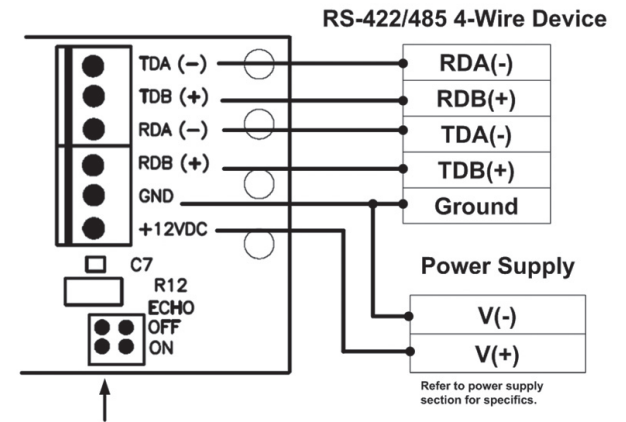 RS-422/485 4-Wire Device
TDA (-)
TDB (+)
RDA (-)
RDB (+)
GND
+12VDC
C7
R12
ECHO
OFF
ON
RDA(-)
RDB(+)
TDA(-)
TDB(+)
Ground
Power Supply
V(-)
V(+)
Refer to power supply
section for specifics.